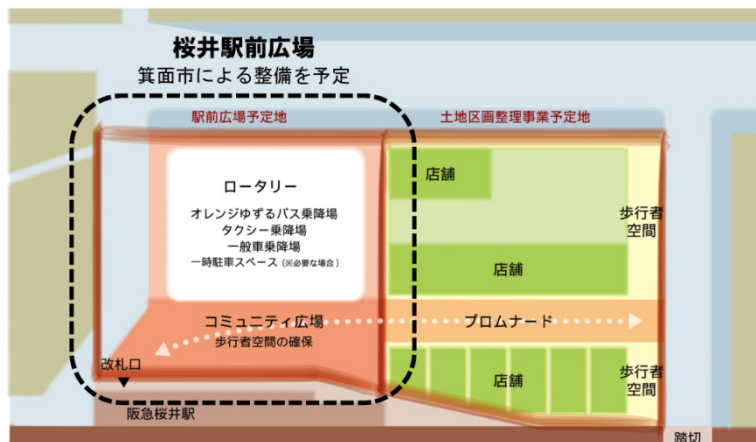 桜井駅前広場
箕面市による整備を予定
駅前広場予定地
土地区画整理事業予定地
ロータリー
オレンジゆずるバス乗降場
タクシー乗降場
一般車乗降場
一時駐車スペース(※必要な場合)
店舗
歩行者
空間
店舗
コミュニティ広場
歩行者空間の確保
プロムナード
改札口
店舗
歩行者
空間
阪急桜井駅
踏切